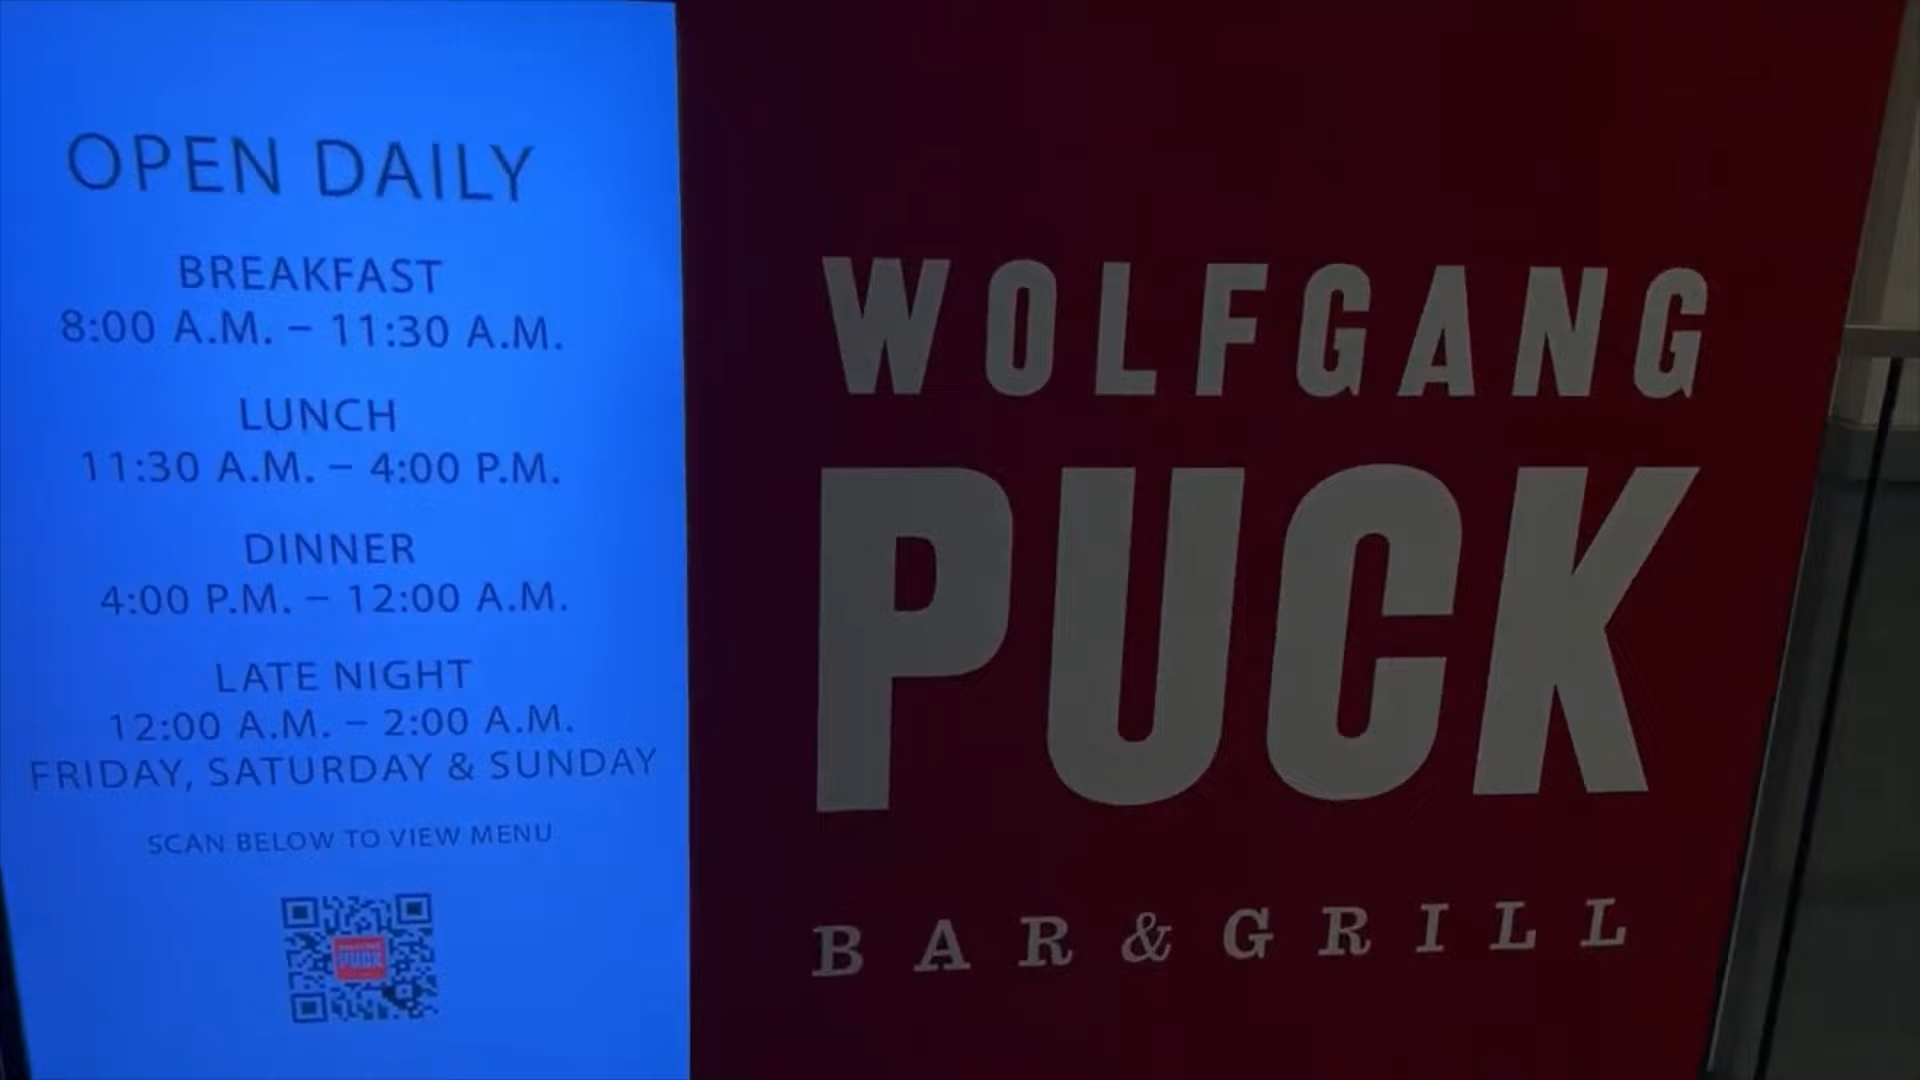 OPEN DAILY
BREAKFAST
8:00 A.M. – 11:30 A.M.
LUNCH
11:30 A.M. – 4:00 P.M.
DINNER
4:00 P.M. – 12:00 A.M.
LATE NIGHT
12:00 A.M. – 2:00 A.M.
FRIDAY, SATURDAY & SUNDAY
SCAN BELOW TO VIEW MENU
WOLFGANG
PUCK
BAR & GRILL